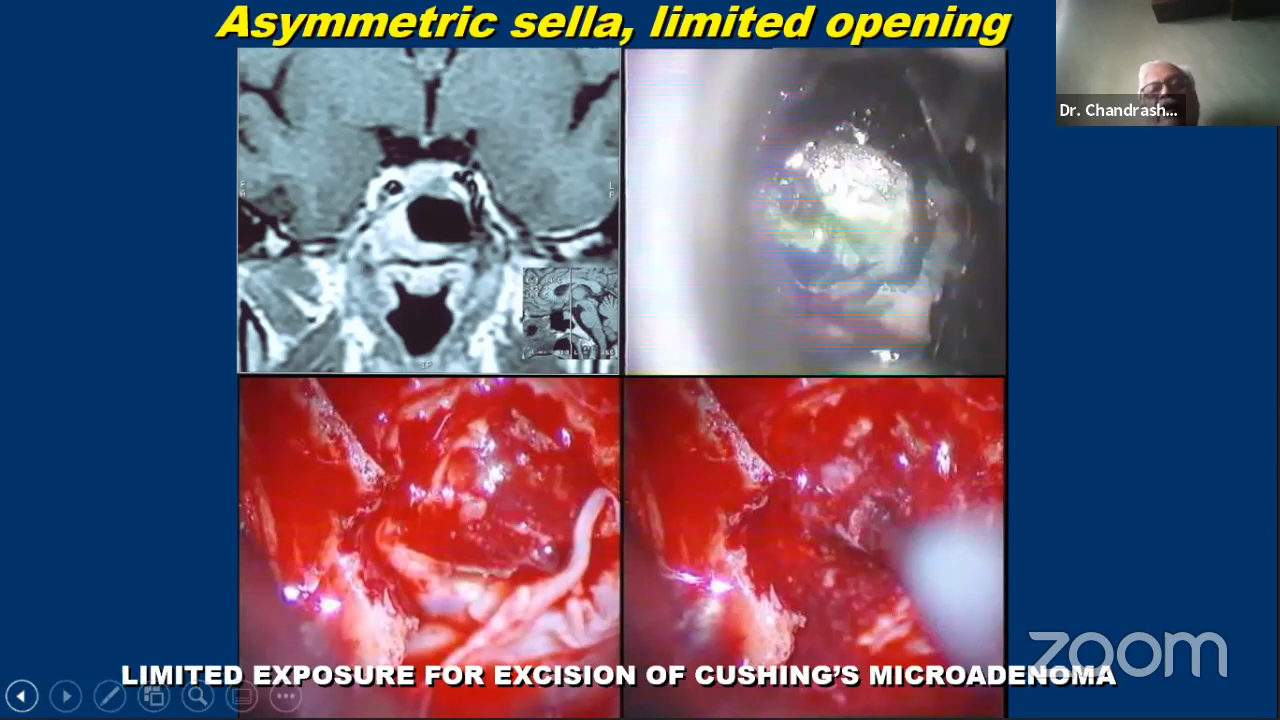 Asymmetric sella, limited opening
Dr. Chandrash...
zoom
LIMITED EXPOSURE FOR EXCISION OF CUSHING'S MICROADENOMA